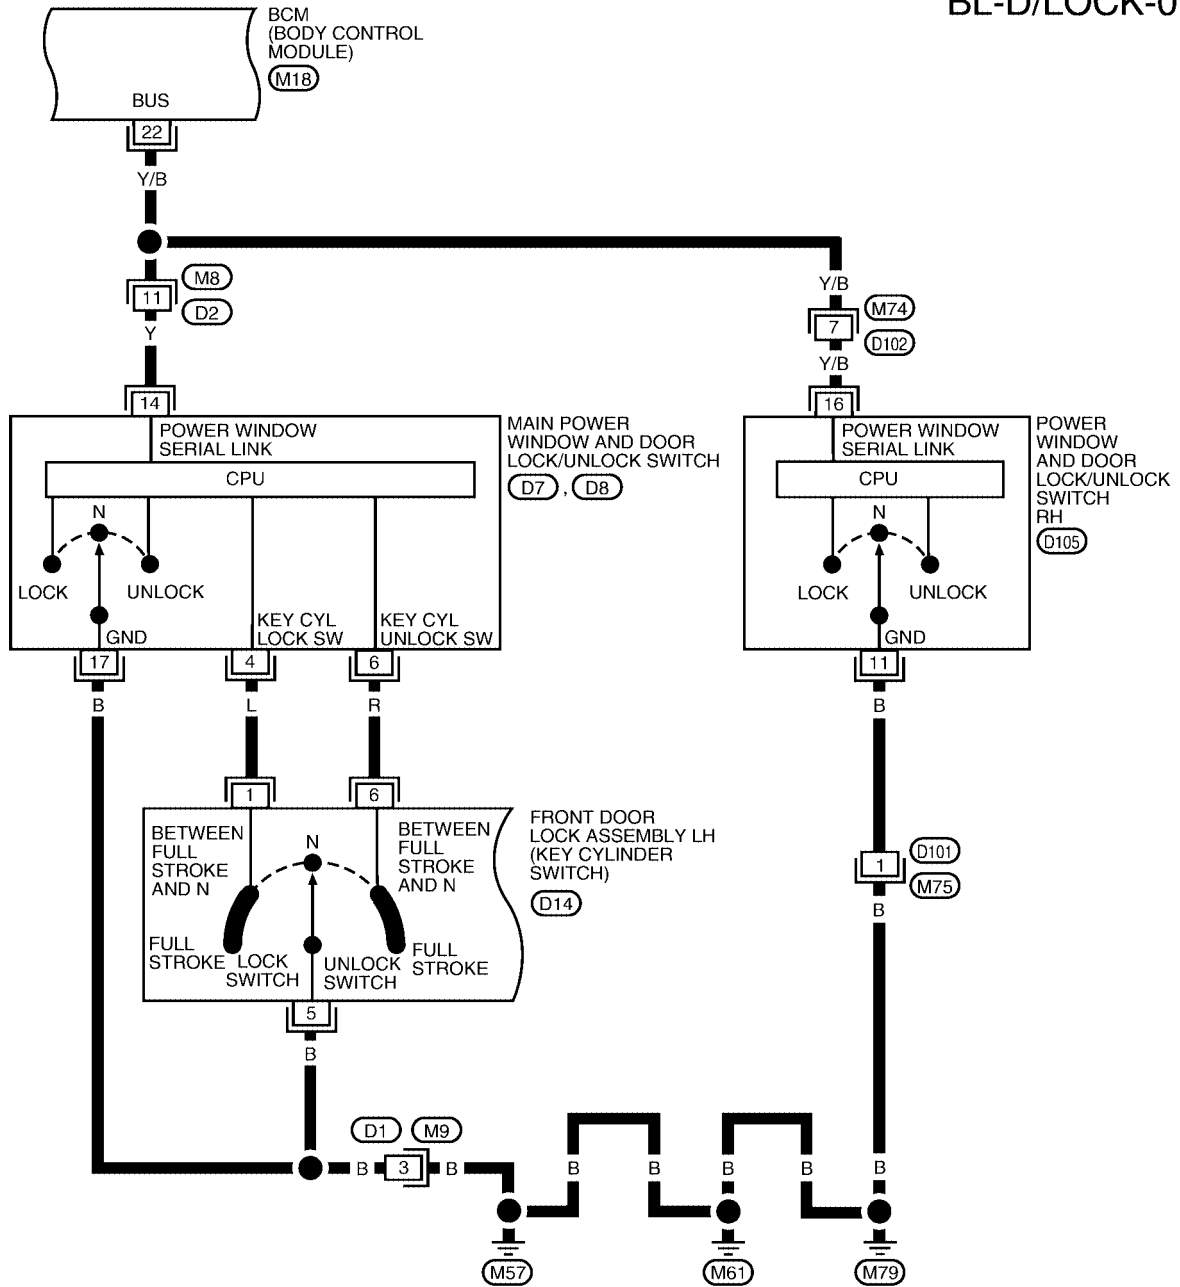 BL-D/LOCK-0
BCM
(BODY CONTROL
MODULE)
M18
BUS
22
Y/B
M8
11
D2
Y
14
Y/B
M74
7
D102
Y/B
16
POWER WINDOW
SERIAL LINK
CPU
N
LOCK
UNLOCK
GND
KEY CYL
LOCK SW
KEY CYL
UNLOCK SW
MAIN POWER
WINDOW AND DOOR
LOCK/UNLOCK SWITCH
D7 , D8
POWER WINDOW
SERIAL LINK
CPU
N
LOCK
UNLOCK
GND
POWER
WINDOW
AND DOOR
LOCK/UNLOCK
SWITCH
RH
D105
17
4
6
11
B
L
R
B
1
6
BETWEEN
FULL
STROKE
AND N
N
BETWEEN
FULL
STROKE
AND N
FULL
STROKE
LOCK
SWITCH
UNLOCK
SWITCH
FULL
STROKE
FRONT DOOR
LOCK ASSEMBLY LH
(KEY CYLINDER
SWITCH)
D14
5
B
D101
1
M75
B
D1
M9
B
3
B
B
B
B
B
B
M57
M61
M79